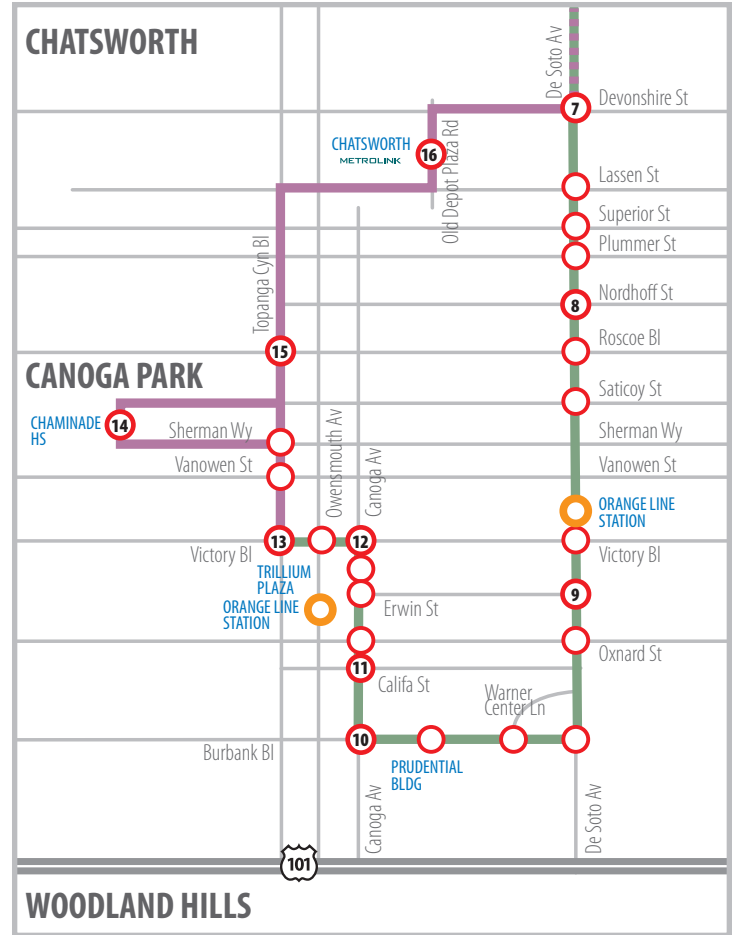 CHATSWORTH
De Soto Av
7
Devonshire St
CHATSWORTH
METROLINK
16
Old Depot Plaza Rd
Lassen St
Superior St
Plummer St
Topanga Cyn Bl
8
Nordhoff St
15
Roscoe Bl
CANOGA PARK
Saticoy St
CHAMINADE
HS
14
Sherman Wy
Sherman Wy
Vanowen St
Vanowen St
Owensmouth Av
Canoga Av
ORANGE LINE
STATION
13
12
Victory Bl
Victory Bl
TRILLIUM
PLAZA
ORANGE LINE
STATION
9
Erwin St
Oxnard St
11
Califa St
Warner
Center Ln
10
Burbank Bl
PRUDENTIAL
BLDG
Canoga Av
De Soto Av
101
WOODLAND HILLS